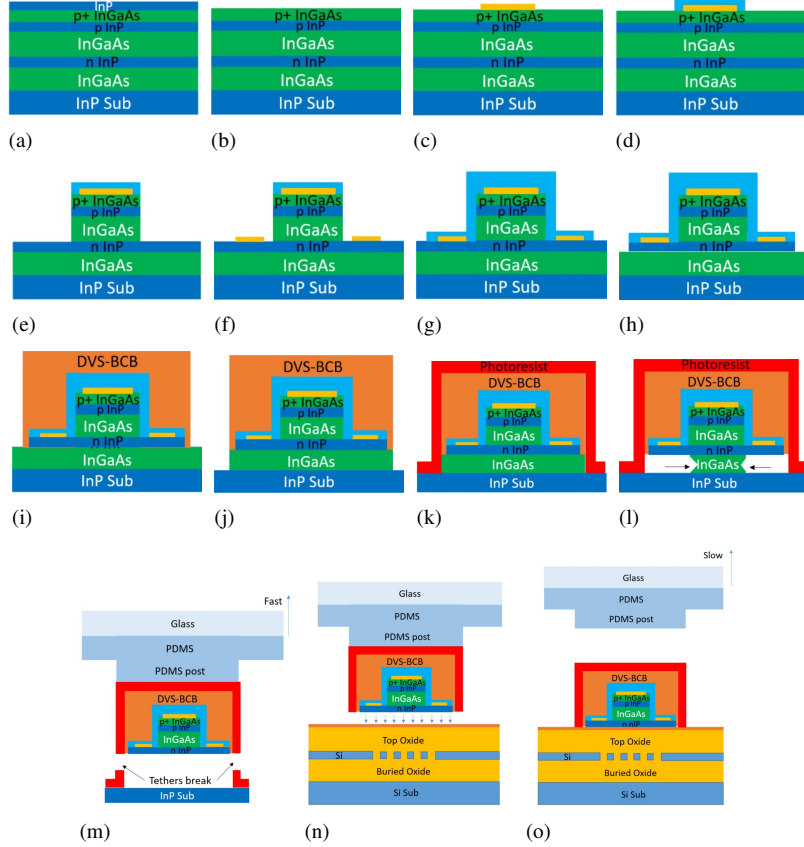 InP
p+ InGaAs
p InP
InGaAs
n InP
InGaAs
InP Sub
(a)
p+ InGaAs
p InP
InGaAs
n InP
InGaAs
InP Sub
(b)
p+ InGaAs
p InP
InGaAs
n InP
InGaAs
InP Sub
(c)
p+ InGaAs
p InP
InGaAs
n InP
InGaAs
InP Sub
(d)
p+ InGaAs
p InP
InGaAs
n InP
InGaAs
InP Sub
(e)
p+ InGaAs
p InP
InGaAs
n InP
InGaAs
InP Sub
(f)
p+ InGaAs
p InP
InGaAs
n InP
InGaAs
InP Sub
(g)
p+ InGaAs
p InP
InGaAs
n InP
InGaAs
InP Sub
(h)
DVS-BCB
p+ InGaAs
p InP
InGaAs
n InP
InGaAs
InP Sub
(i)
DVS-BCB
p+ InGaAs
p InP
InGaAs
n InP
InGaAs
InP Sub
(j)
Photoresist
DVS-BCB
p+ InGaAs
p InP
InGaAs
n InP
InGaAs
InP Sub
(k)
Photoresist
DVS-BCB
p+ InGaAs
p InP
InGaAs
n InP
InGaAs
InP Sub
(l)
Fast
Glass
PDMS
PDMS post
DVS-BCB
p+ InGaAs
p InP
InGaAs
n InP
Tethers break
InP Sub
(m)
Glass
PDMS
PDMS post
DVS-BCB
p+ InGaAs
p InP
InGaAs
n InP
Top Oxide
Si
Buried Oxide
Si Sub
(n)
Slow
Glass
PDMS
PDMS post
DVS-BCB
p+ InGaAs
p InP
InGaAs
n nIP
Top Oxide
Si
Buried Oxide
Si Sub
(o)